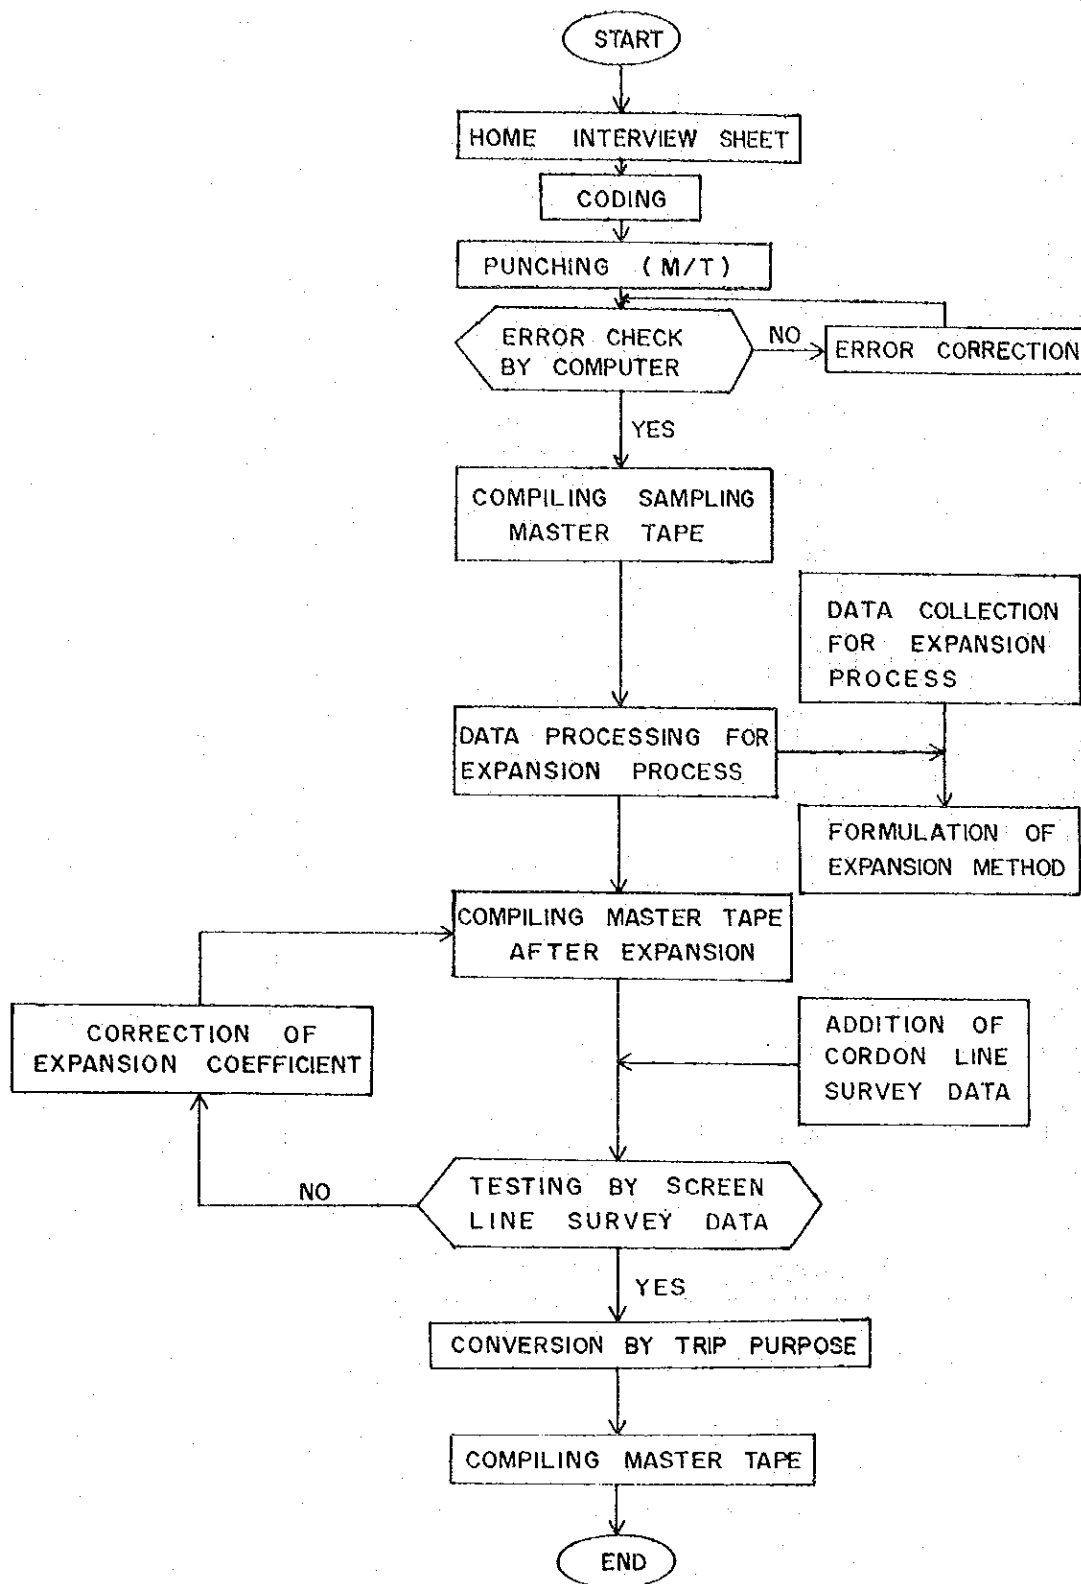 START
HOME INTERVIEW SHEET
CODING
PUNCHING (M/T)
ERROR CHECK
BY COMPUTER
NO
ERROR CORRECTION
YES
COMPILING SAMPLING
MASTER TAPE
DATA COLLECTION
FOR EXPANSION
PROCESS
DATA PROCESSING FOR
EXPANSION PROCESS
FORMULATION OF
EXPANSION METHOD
COMPILING MASTER TAPE
AFTER EXPANSION
CORRECTION OF
EXPANSION COEFFICIENT
ADDITION OF
CORDON LINE
SURVEY DATA
NO
TESTING BY SCREEN
LINE SURVEY DATA
YES
CONVERSION BY TRIP PURPOSE
COMPILING MASTER TAPE
END